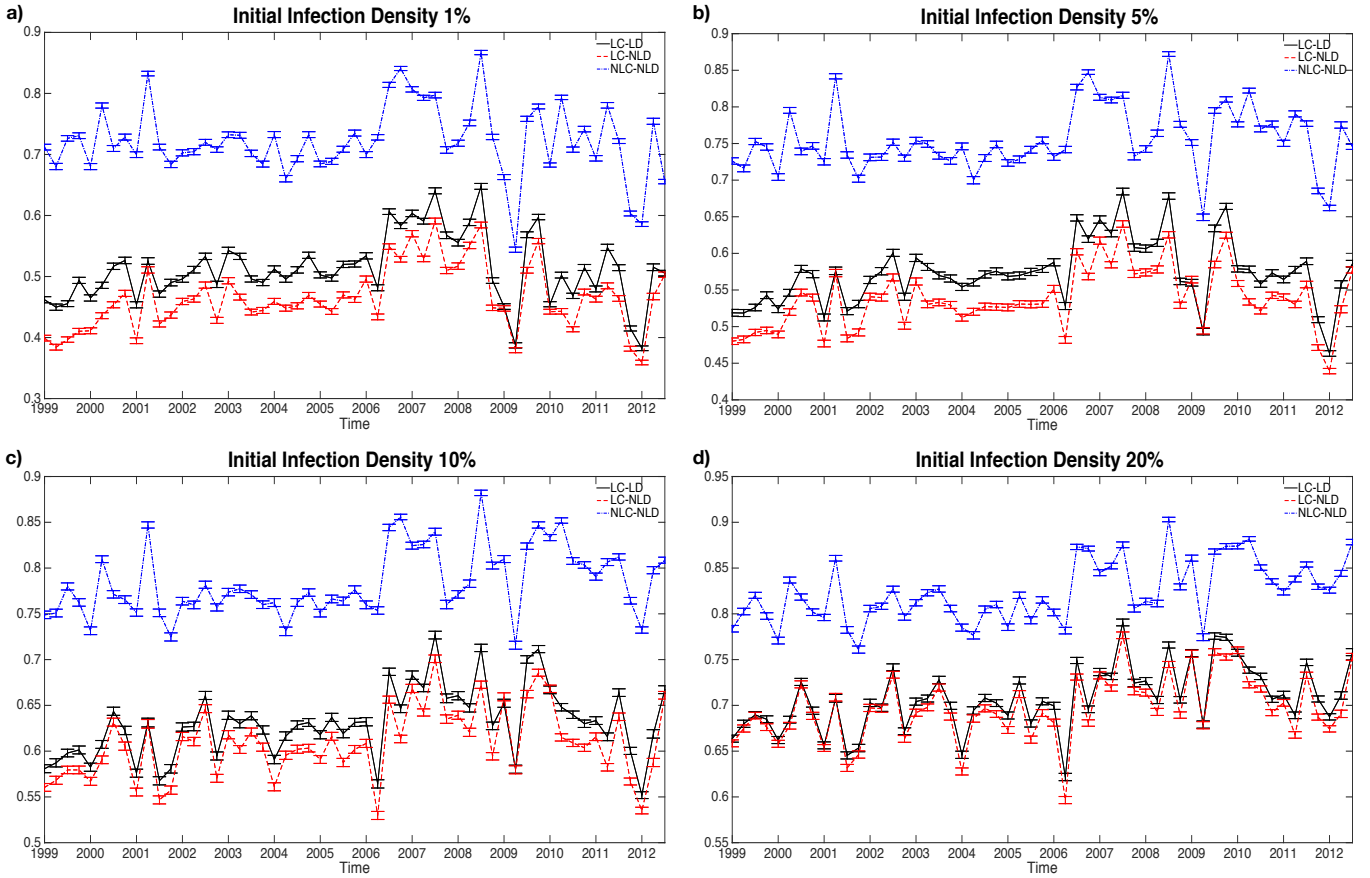 a)
Initial Infection Density 1%
0.9
0.8
0.7
0.6
0.5
0.4
0.3
LC-LD
LC-NLD
NLC-NLD
1999 2000 2001 2002 2003 2004 2005 2006 2007 2008 2009 2010 2011 2012
Time
b)
Initial Infection Density 5%
0.9
0.85
0.8
0.75
0.7
0.65
0.6
0.55
0.5
0.45
0.4
LC-LD
LC-NLD
NLC-NLD
1999 2000 2001 2002 2003 2004 2005 2006 2007 2008 2009 2010 2011 2012
Time
c)
Initial Infection Density 10%
0.9
0.85
0.8
0.75
0.7
0.65
0.6
0.55
0.5
LC-LD
LC-NLD
NLC-NLD
1999 2000 2001 2002 2003 2004 2005 2006 2007 2008 2009 2010 2011 2012
Time
d)
Initial Infection Density 20%
0.95
0.9
0.85
0.8
0.75
0.7
0.65
0.6
0.55
LC-LD
LC-NLD
NLC-NLD
1999 2000 2001 2002 2003 2004 2005 2006 2007 2008 2009 2010 2011 2012
Time